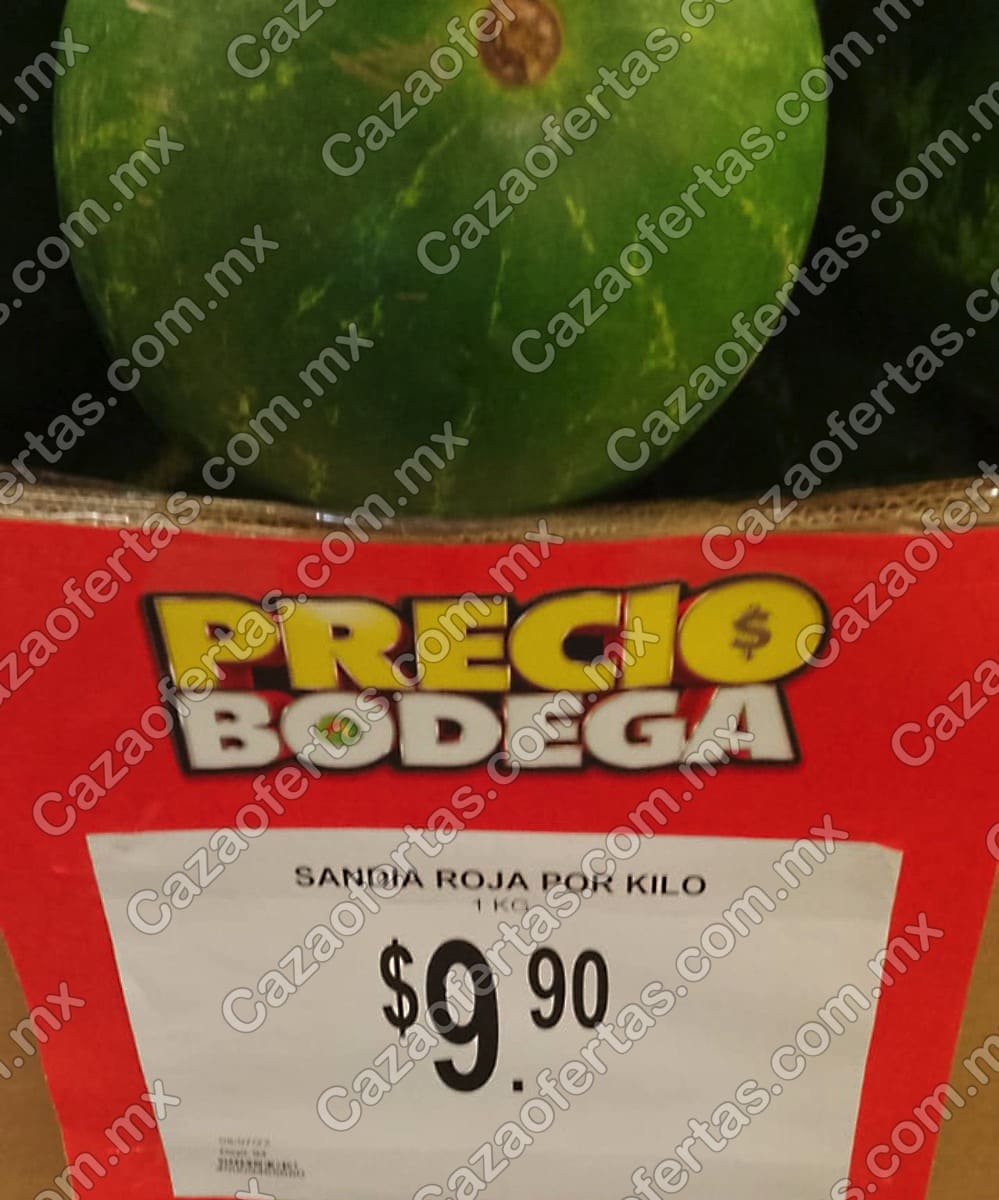 Cazaofertas.com.mx
PRECIO $
BODEGA
SANDIA ROJA POR KILO
1 KG
$9.90